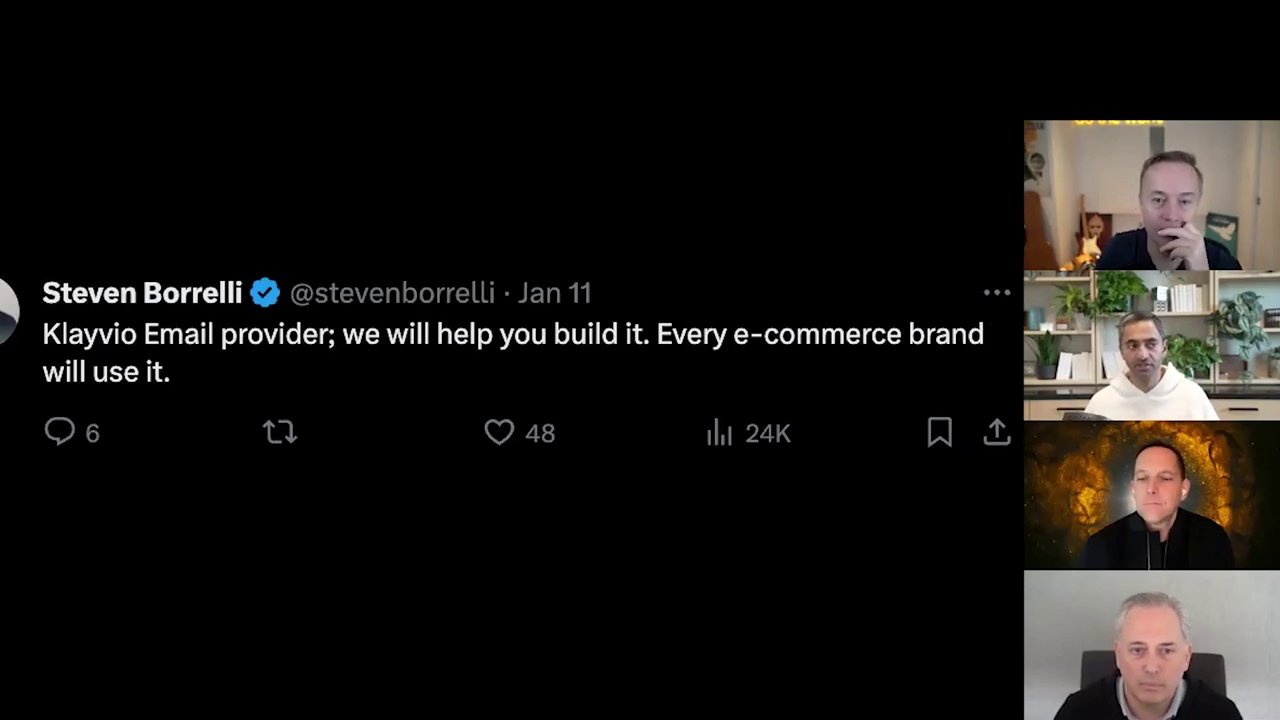 Steven Borrelli @stevenborrelli · Jan 11
Klayvio Email provider; we will help you build it. Every e-commerce brand
will use it.
6 48 24K